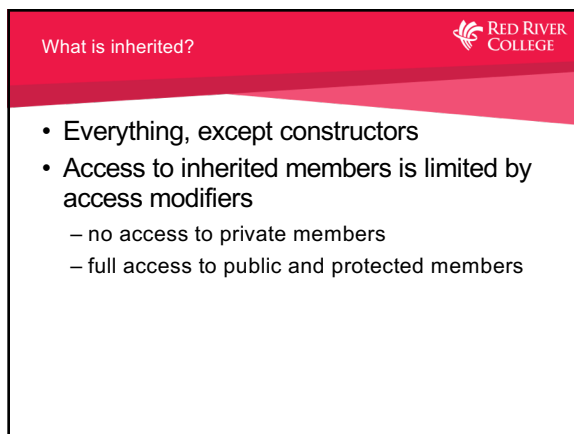 What is inherited?
RED RIVER
COLLEGE
• Everything, except constructors
• Access to inherited members is limited by
access modifiers
– no access to private members
– full access to public and protected members